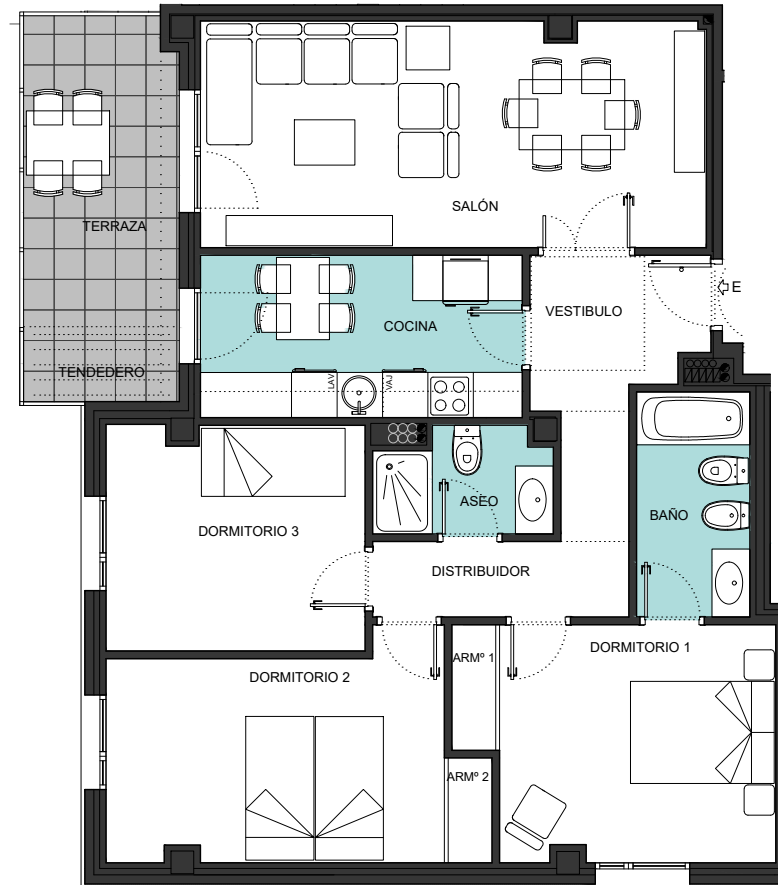 SALÓN
TERRAZA
E
VESTIBULO
COCINA
TENDEDERO
LAV
VAJ
ASEO
BAÑO
DORMITORIO 3
DISTRIBUIDOR
DORMITORIO 1
ARMº 1
DORMITORIO 2
ARMº 2